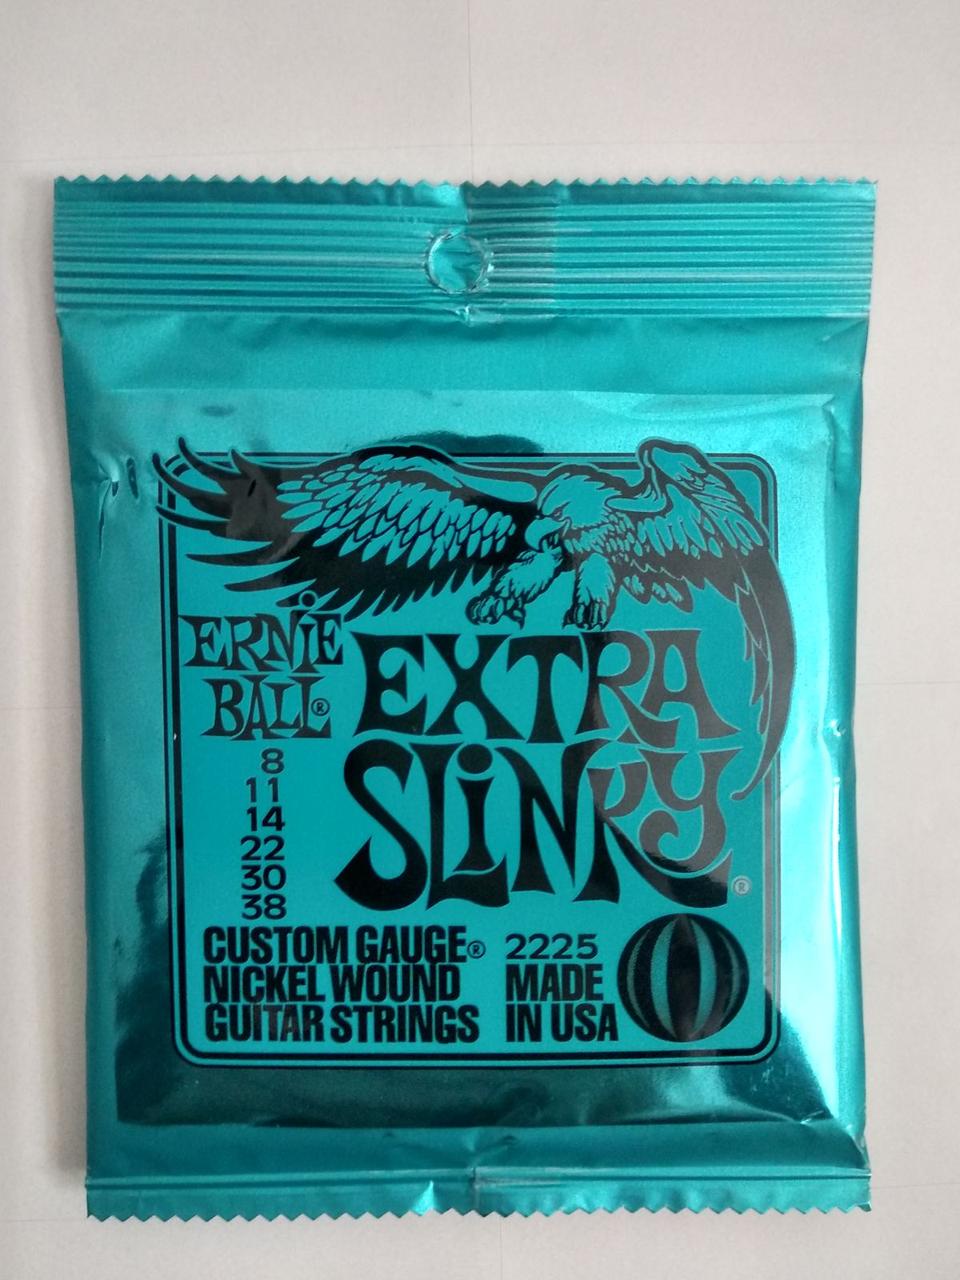 ERNiE
BALL®
EXTRA
SLiNKY®
8
11
14
22
30
38
CUSTOM GAUGE®
NICKEL WOUND
GUITAR STRINGS
2225
MADE
IN USA